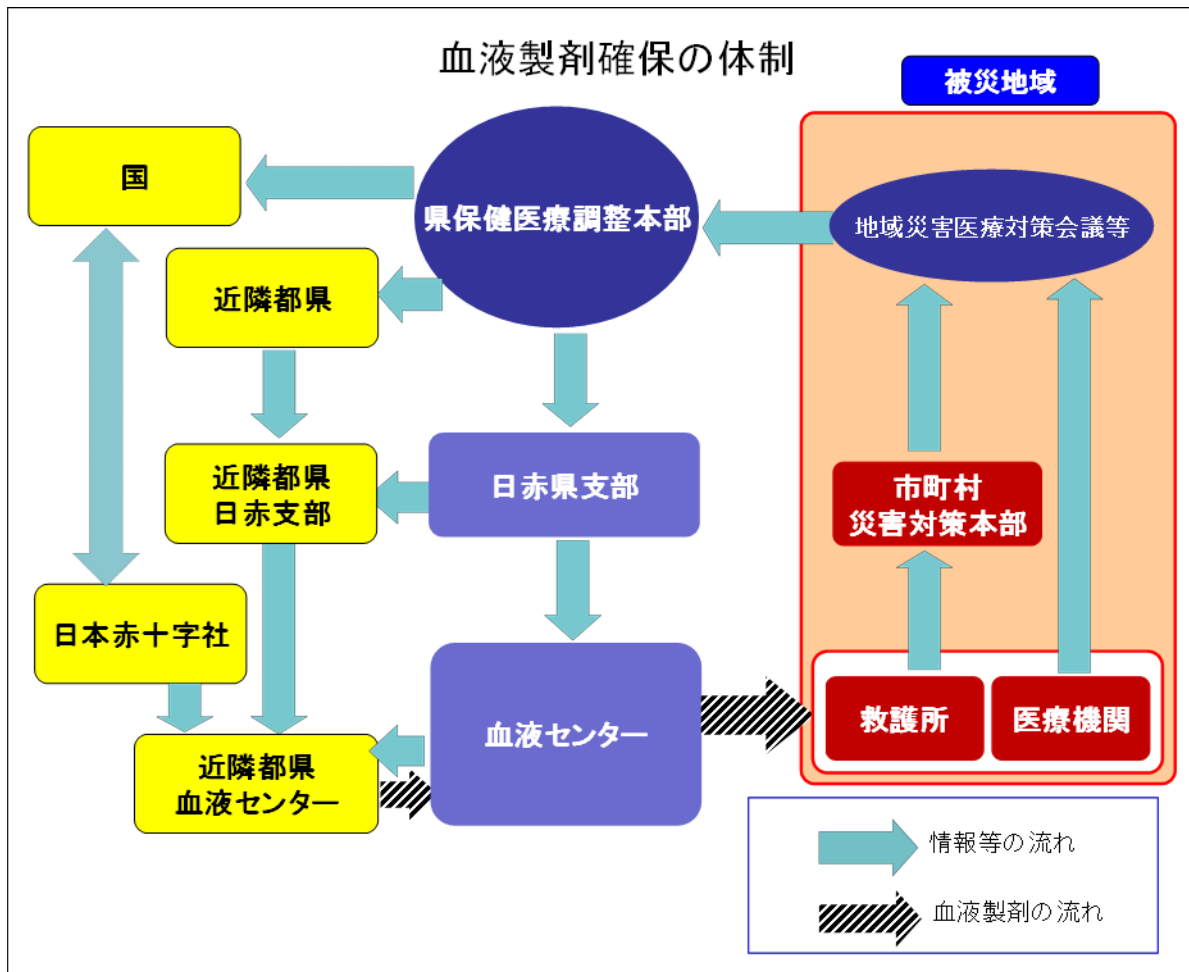 血液製剤確保の体制
被災地域
国
県保健医療調整本部
地域災害医療対策会議等
近隣都県
近隣都県
日赤支部
日赤県支部
市町村
災害対策本部
日本赤十字社
血液センター
救護所
医療機関
近隣都県
血液センター
情報等の流れ
血液製剤の流れ